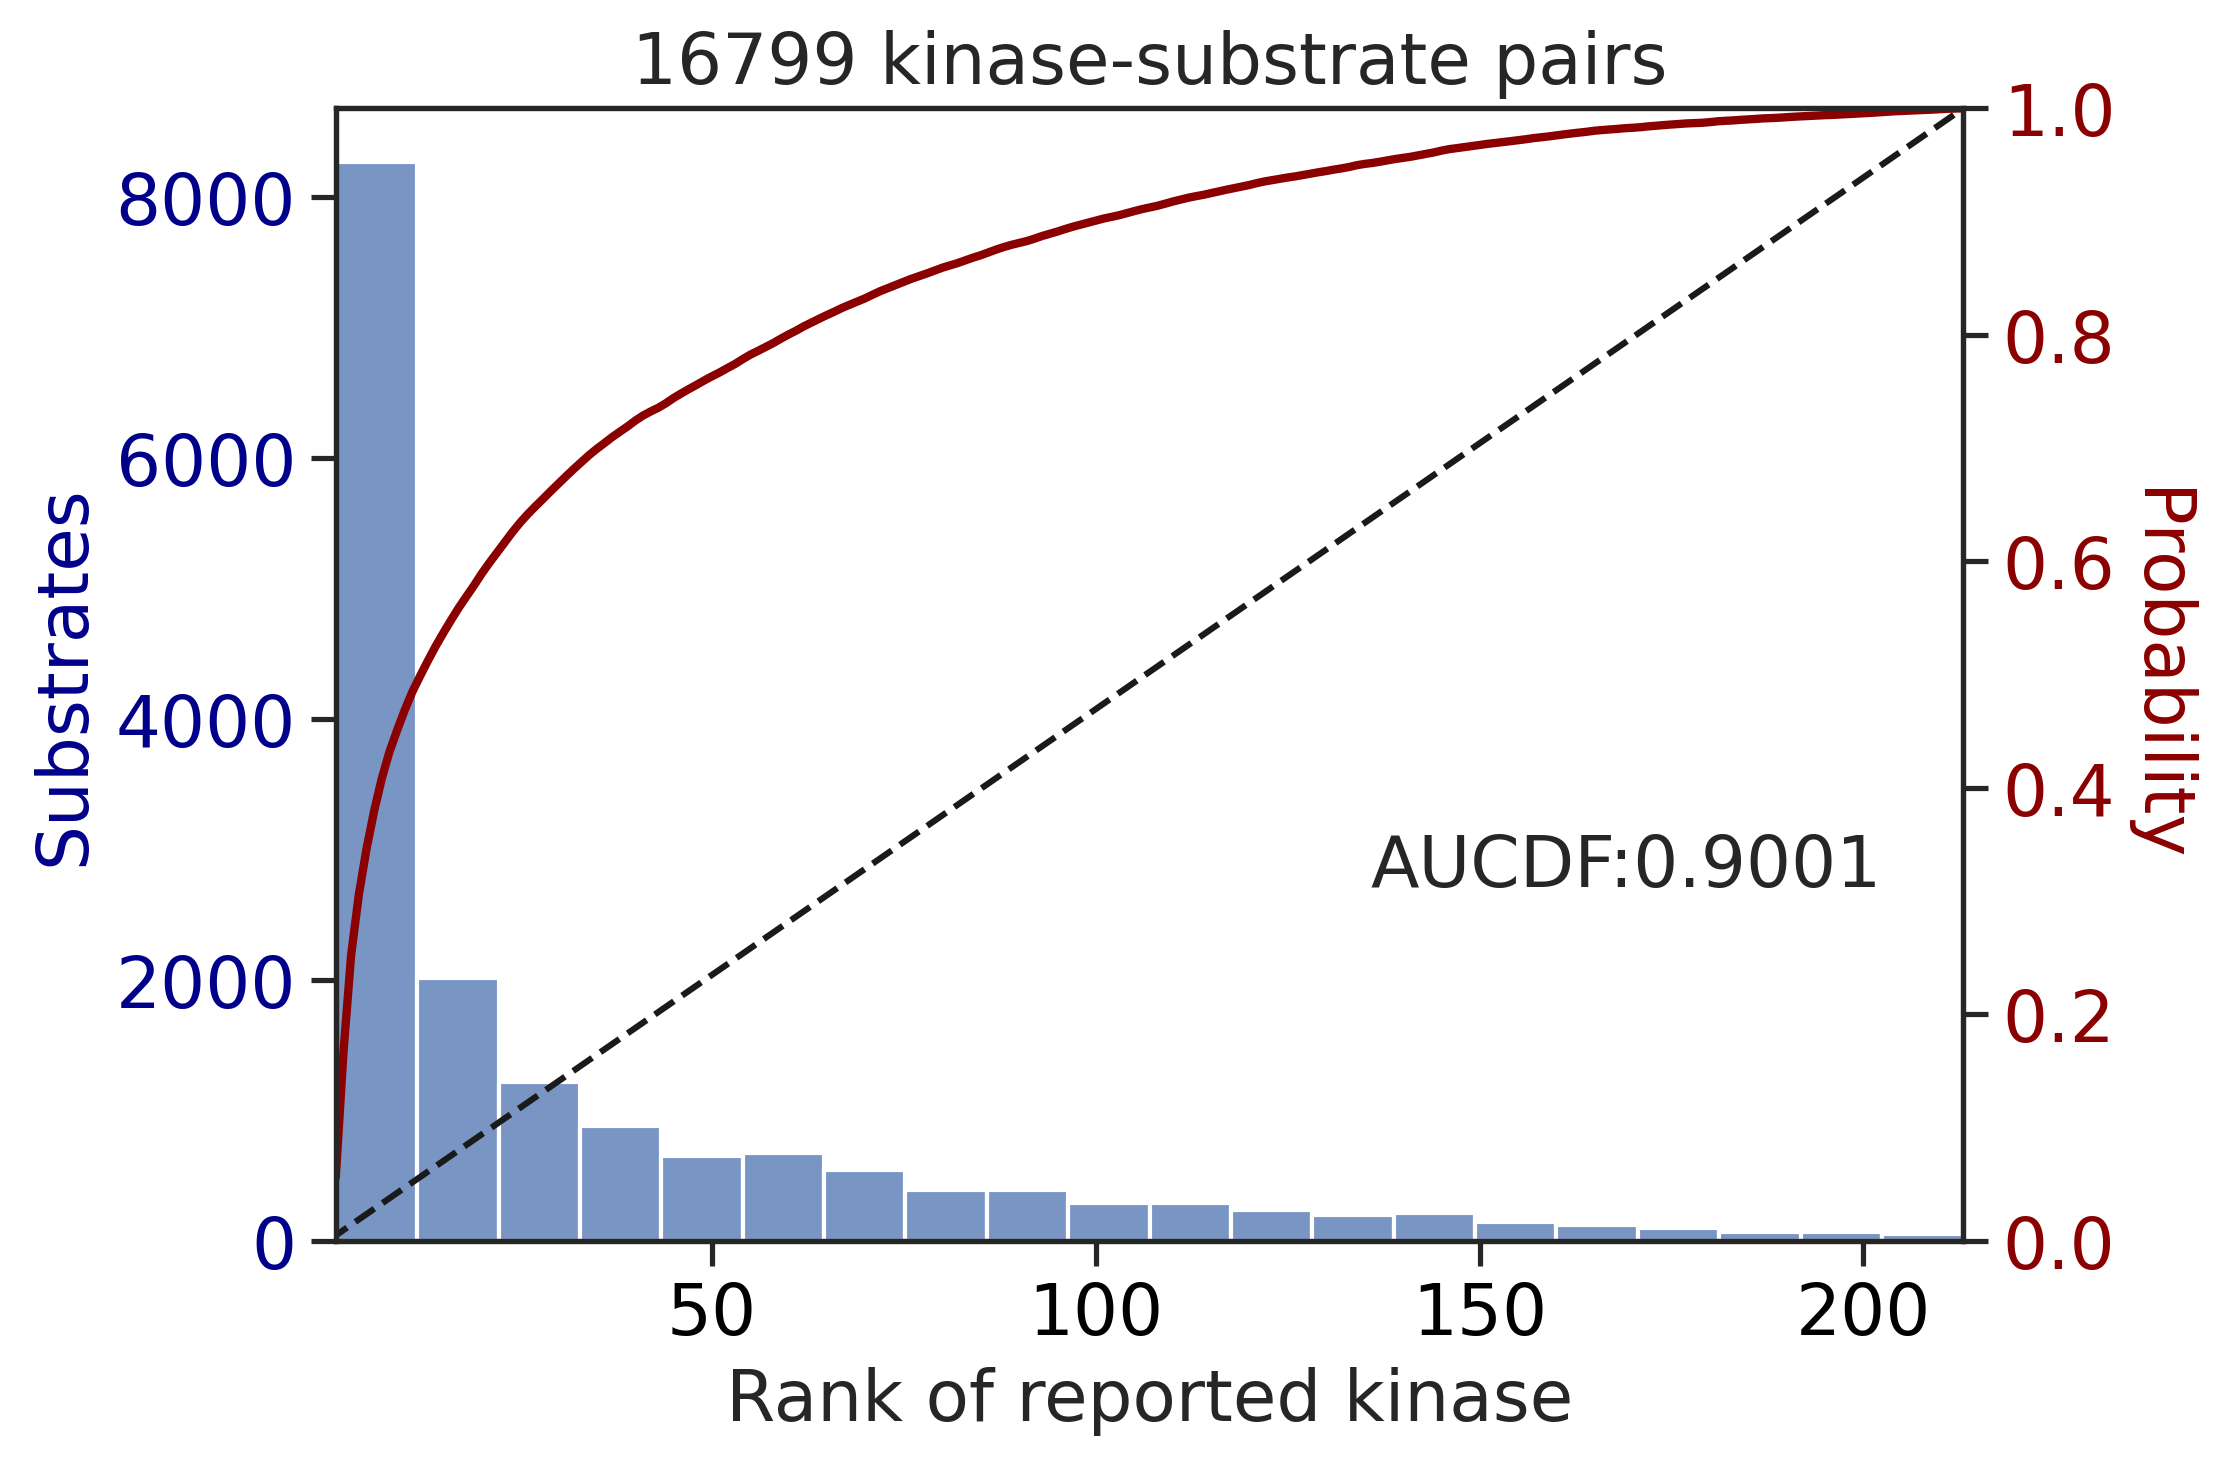 16799 kinase-substrate pairs
Substrates
8000
6000
4000
2000
0
1.0
0.8
0.6
0.4
0.2
0.0
Probability
AUCDF:0.9001
50 100 150 200
Rank of reported kinase